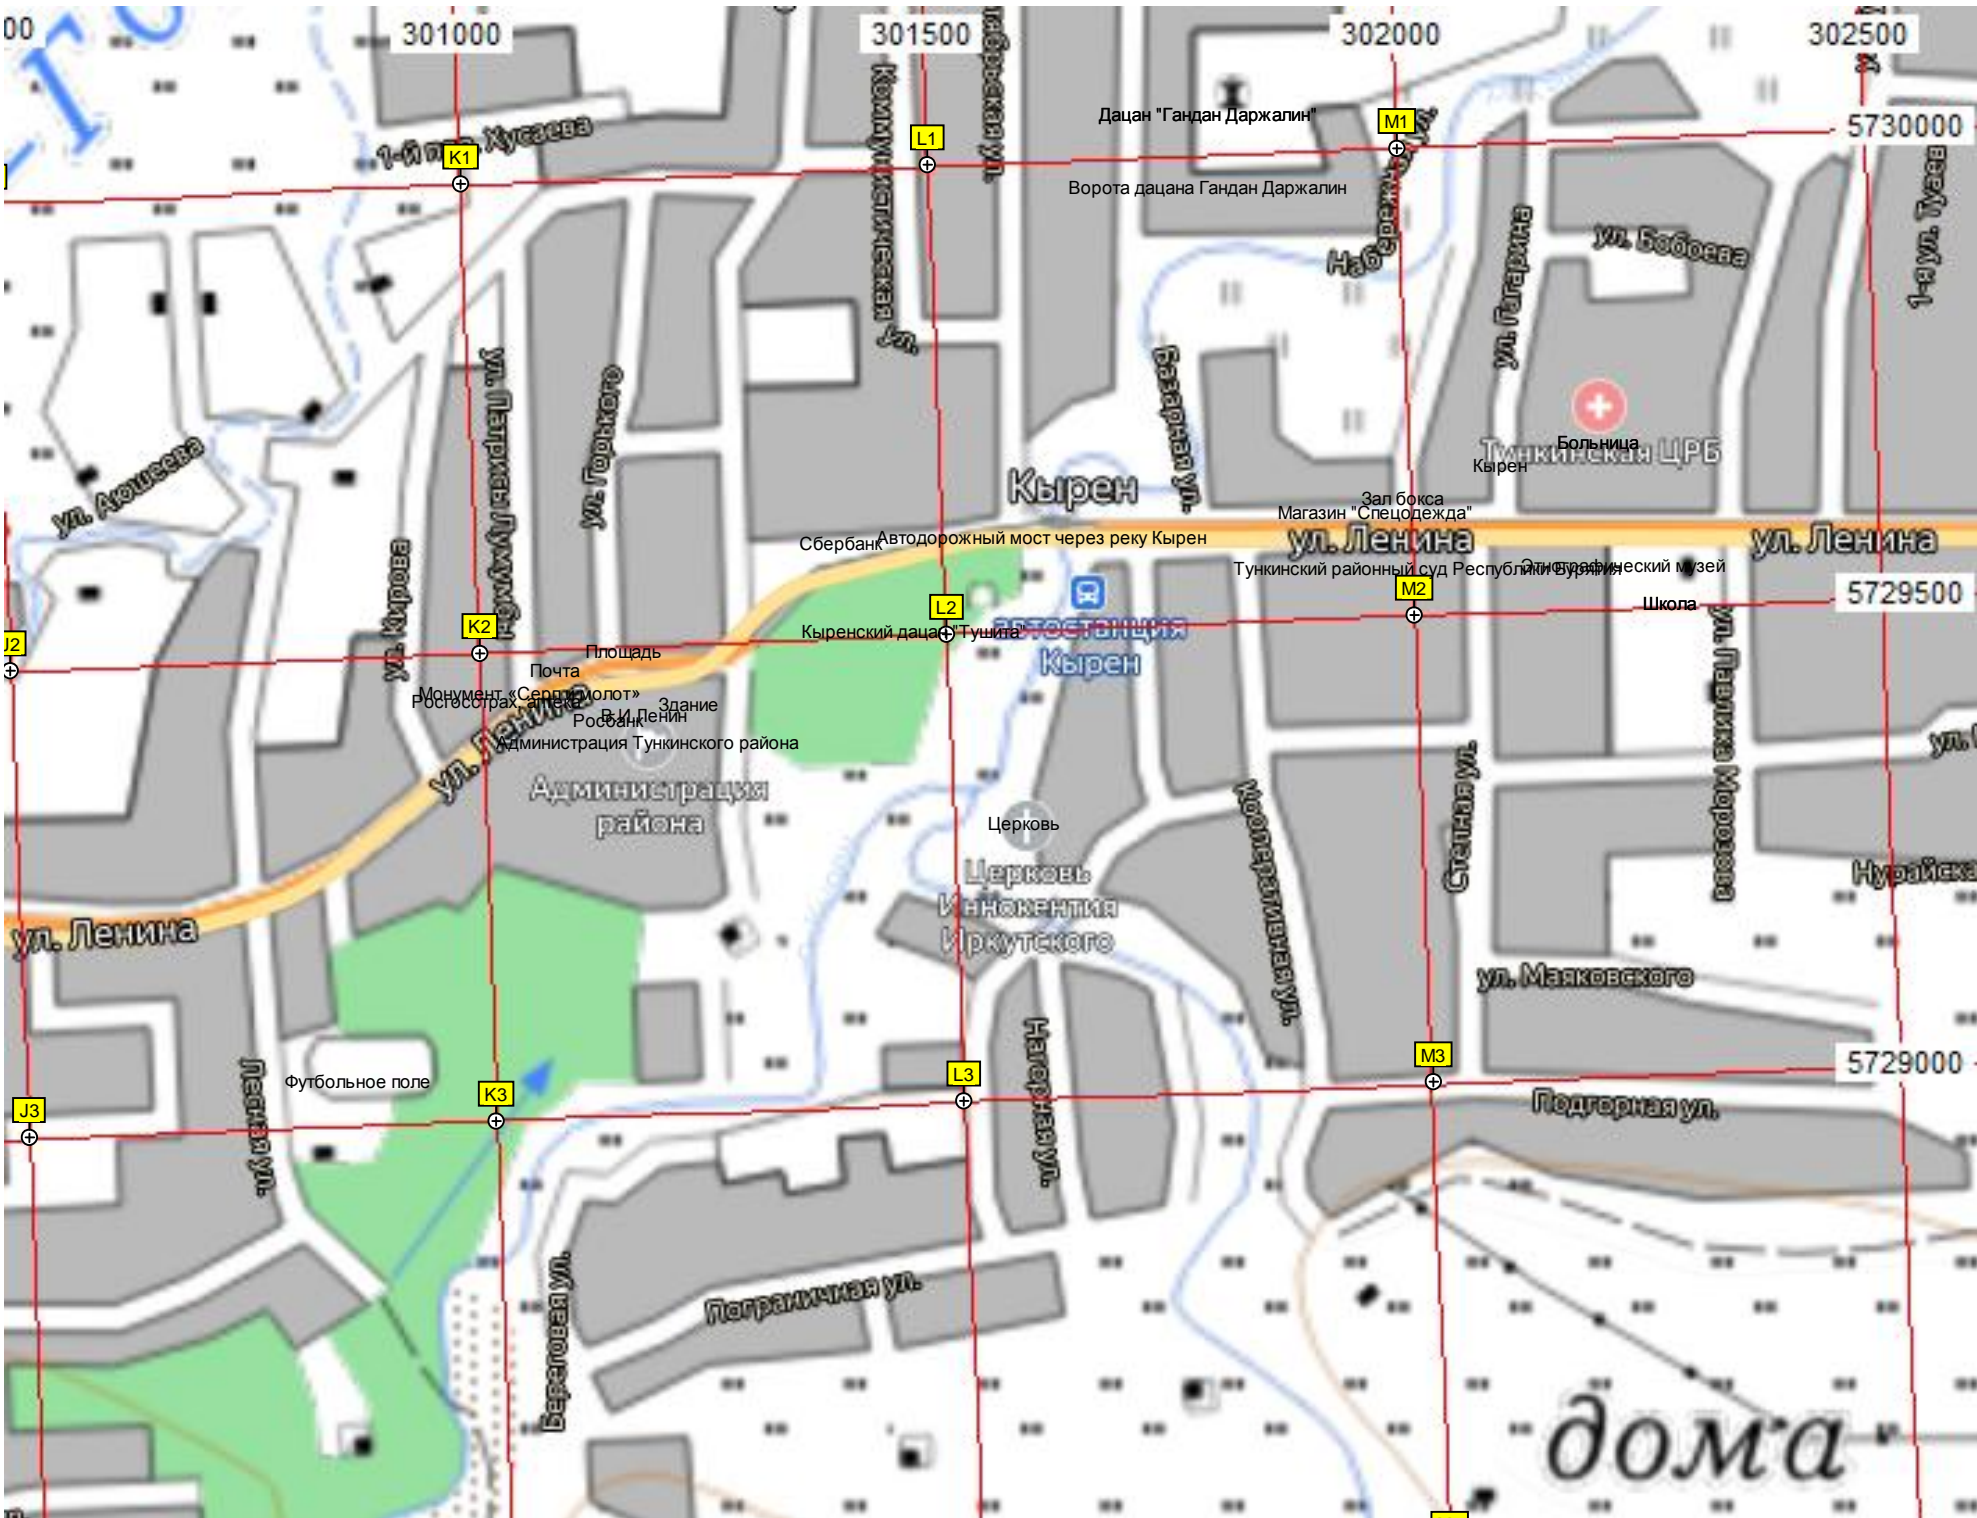 00
301000
301500
302000
302500
Коммунистическая ул.
Дацан "Гандан Даржалин"
M1
L1
K1
5730000
1-й пер. Хусаева
Ворота дацана Гандан Даржалин
Набережная ул.
ул. Гагарина
ул. Бобоева
1-я ул. Туаева
ул. Патриса Лумумбы
ул. Горького
Базарная ул.
Больница
Тункинская ЦРБ
Кырен
ул. Аюшеева
Кырен
Зал бокса
Магазин "Спецодежда"
Сбербанк
Автодорожный мост через реку Кырен
ул. Ленина
ул. Ленина
Тункинский районный суд Республики Бурятия
Этнографический музей
ул. Кирова
M2
5729500
L2
Школа
K2
J2
Кыренский дацан "Тушита"
автостанция
Кырен
Площадь
Почта
Монумент «Серп и молот»
Росгосстрах, аптека
Здание
В.И.Ленин
Росбанк
Администрация Тункинского района
ул. Ленина
Администрация
района
ул. Павлика Морозова
Степная ул.
Кооперативная ул.
Церковь
Церковь
Иннокентия
Иркутского
Нурайска
ул. Ленина
ул. Маяковского
Лесная ул.
Футбольное поле
Нагорная ул.
M3
5729000
L3
K3
J3
Подгорная ул.
Береговая ул.
Пограничная ул.
дома